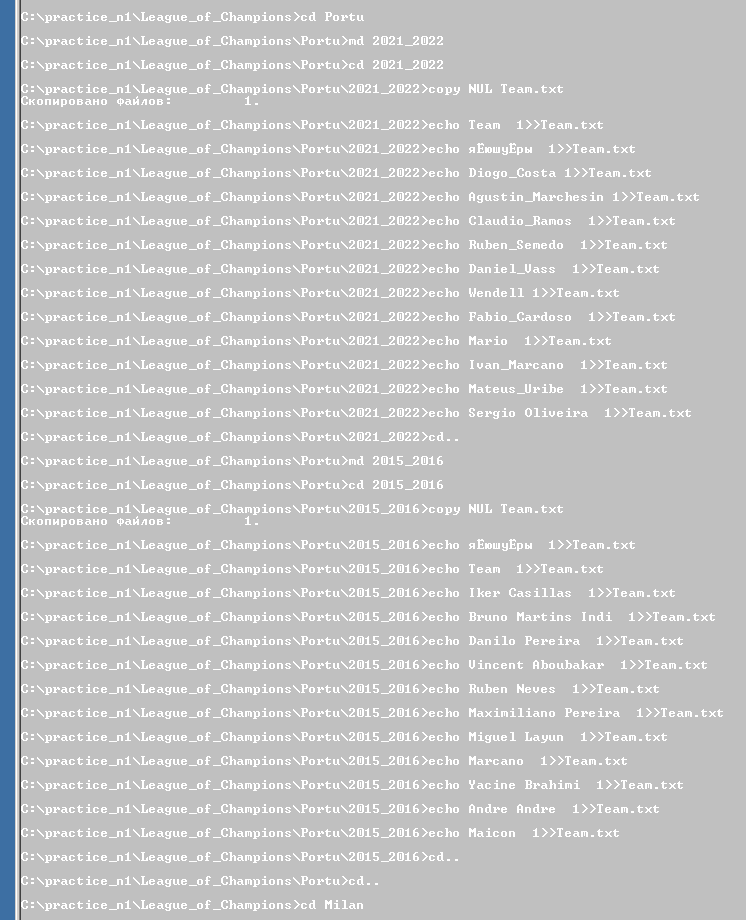 C:\practice_n1\League_of_Champions>cd Portu
C:\practice_n1\League_of_Champions\Portu>md 2021_2022
C:\practice_n1\League_of_Champions\Portu>cd 2021_2022
C:\practice_n1\League_of_Champions\Portu\2021_2022>copy NUL Team.txt
Скопировано файлов:         1.
C:\practice_n1\League_of_Champions\Portu\2021_2022>echo Team  1>>Team.txt
C:\practice_n1\League_of_Champions\Portu\2021_2022>echo яЁюшуЁры  1>>Team.txt
C:\practice_n1\League_of_Champions\Portu\2021_2022>echo Diogo_Costa 1>>Team.txt
C:\practice_n1\League_of_Champions\Portu\2021_2022>echo Agustin_Marchesin 1>>Team.txt
C:\practice_n1\League_of_Champions\Portu\2021_2022>echo Claudio_Ramos  1>>Team.txt
C:\practice_n1\League_of_Champions\Portu\2021_2022>echo Ruben_Semedo  1>>Team.txt
C:\practice_n1\League_of_Champions\Portu\2021_2022>echo Daniel_Vass  1>>Team.txt
C:\practice_n1\League_of_Champions\Portu\2021_2022>echo Wendell 1>>Team.txt
C:\practice_n1\League_of_Champions\Portu\2021_2022>echo Fabio_Cardoso  1>>Team.txt
C:\practice_n1\League_of_Champions\Portu\2021_2022>echo Mario  1>>Team.txt
C:\practice_n1\League_of_Champions\Portu\2021_2022>echo Ivan_Marcano  1>>Team.txt
C:\practice_n1\League_of_Champions\Portu\2021_2022>echo Mateus_Uribe  1>>Team.txt
C:\practice_n1\League_of_Champions\Portu\2021_2022>echo Sergio Oliveira  1>>Team.txt
C:\practice_n1\League_of_Champions\Portu\2021_2022>cd..
C:\practice_n1\League_of_Champions\Portu>md 2015_2016
C:\practice_n1\League_of_Champions\Portu>cd 2015_2016
C:\practice_n1\League_of_Champions\Portu\2015_2016>copy NUL Team.txt
Скопировано файлов:         1.
C:\practice_n1\League_of_Champions\Portu\2015_2016>echo яЁюшуЁры  1>>Team.txt
C:\practice_n1\League_of_Champions\Portu\2015_2016>echo Team  1>>Team.txt
C:\practice_n1\League_of_Champions\Portu\2015_2016>echo Iker Casillas  1>>Team.txt
C:\practice_n1\League_of_Champions\Portu\2015_2016>echo Bruno Martins Indi  1>>Team.txt
C:\practice_n1\League_of_Champions\Portu\2015_2016>echo Danilo Pereira  1>>Team.txt
C:\practice_n1\League_of_Champions\Portu\2015_2016>echo Vincent Aboubakar  1>>Team.txt
C:\practice_n1\League_of_Champions\Portu\2015_2016>echo Ruben Neves  1>>Team.txt
C:\practice_n1\League_of_Champions\Portu\2015_2016>echo Maximiliano Pereira  1>>Team.txt
C:\practice_n1\League_of_Champions\Portu\2015_2016>echo Miguel Layun  1>>Team.txt
C:\practice_n1\League_of_Champions\Portu\2015_2016>echo Marcano  1>>Team.txt
C:\practice_n1\League_of_Champions\Portu\2015_2016>echo Yacine Brahimi  1>>Team.txt
C:\practice_n1\League_of_Champions\Portu\2015_2016>echo Andre Andre  1>>Team.txt
C:\practice_n1\League_of_Champions\Portu\2015_2016>echo Maicon  1>>Team.txt
C:\practice_n1\League_of_Champions\Portu\2015_2016>cd..
C:\practice_n1\League_of_Champions\Portu>cd..
C:\practice_n1\League_of_Champions>cd Milan